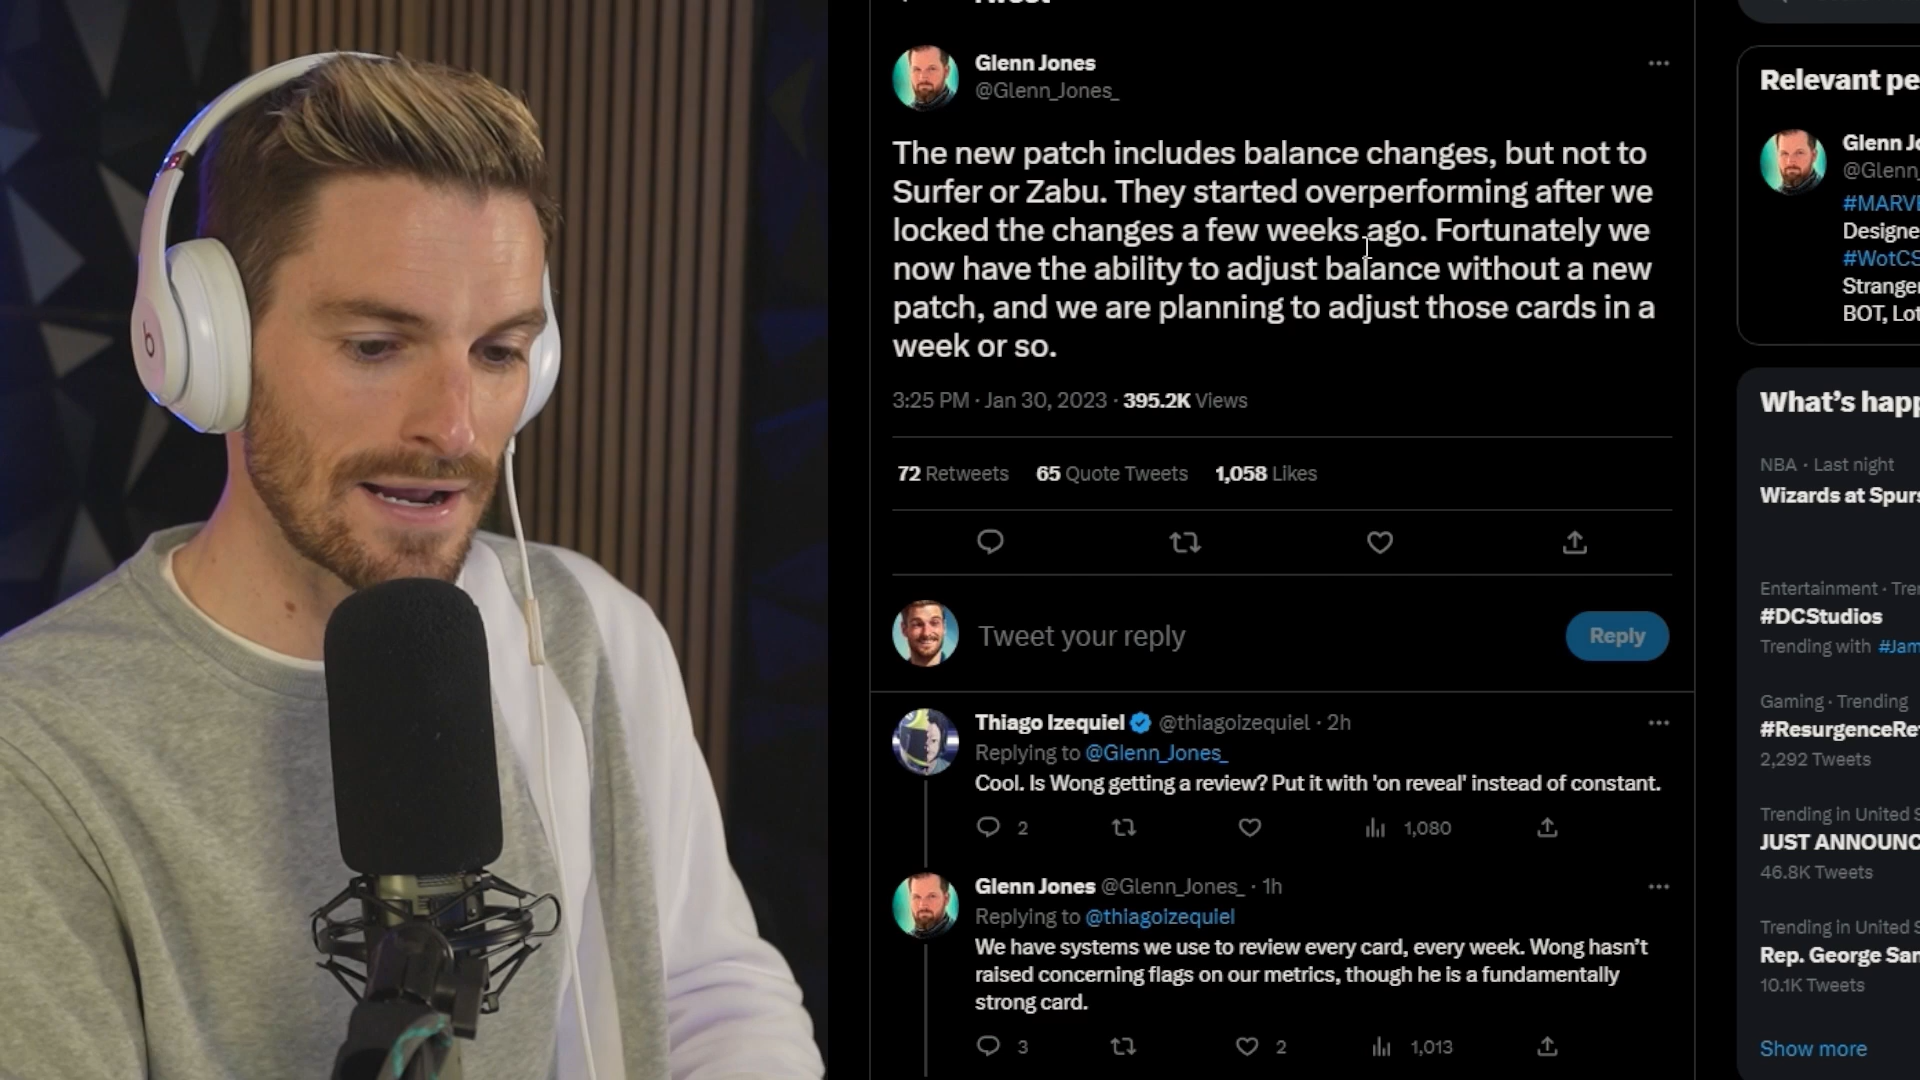 Glenn Jones
@Glenn_Jones_
The new patch includes balance changes, but not to
Surfer or Zabu. They started overperforming after we
locked the changes a few weeks ago. Fortunately we
now have the ability to adjust balance without a new
patch, and we are planning to adjust those cards in a
week or so.
3:25 PM · Jan 30, 2023 · 395.2K Views
72 Retweets 65 Quote Tweets 1,058 Likes
Tweet your reply
Reply
Thiago Izequiel @thiagoizequiel · 2h
Replying to @Glenn_Jones_
Cool. Is Wong getting a review? Put it with 'on reveal' instead of constant.
2 1,080
Glenn Jones @Glenn_Jones_ · 1h
Replying to @thiagoizequiel
We have systems we use to review every card, every week. Wong hasn't
raised concerning flags on our metrics, though he is a fundamentally
strong card.
3 2 1,013
Relevant pe
Glenn Jo
@Glenn_
#MARVE
Designe
#WotCS
Stranger
BOT, Lot
What's happ
NBA · Last night
Wizards at Spurs
Entertainment · Tre
#DCStudios
Trending with #Jam
Gaming · Trending
#ResurgenceRe
2,292 Tweets
Trending in United S
JUST ANNOUNC
46.8K Tweets
Trending in United S
Rep. George San
10.1K Tweets
Show more